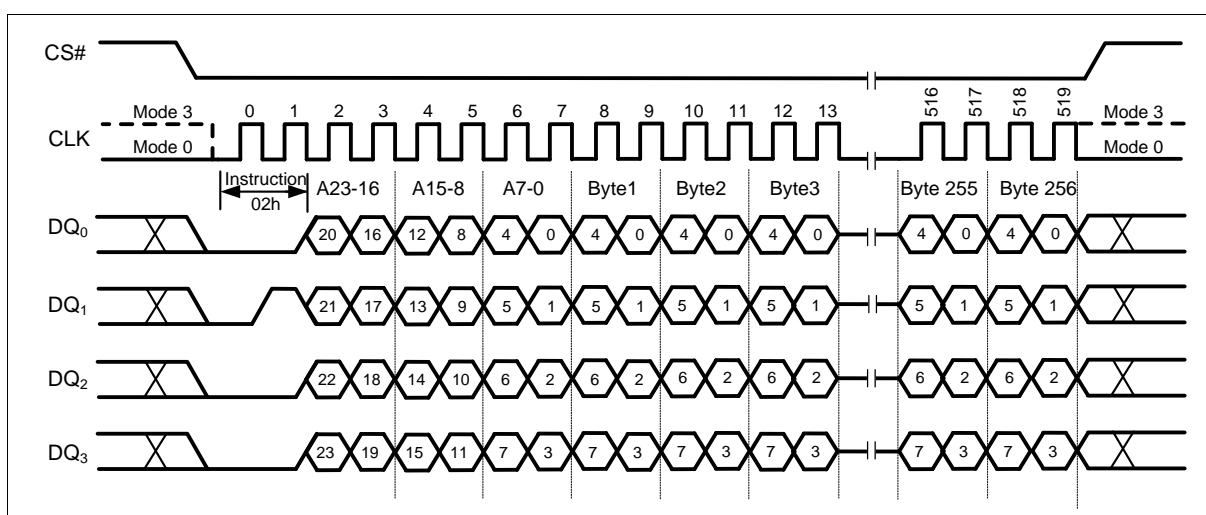 CS#
CLK
Mode 3
Mode 0
0 1 2 3 4 5 6 7 8 9 10 11 12 13 516 517 518 519
Mode 3
Mode 0
Instruction
02h
A23-16 A15-8 A7-0 Byte1 Byte2 Byte3 Byte 255 Byte 256
DQ0 20 16 12 8 4 0 4 0 4 0 4 0 4 0 4 0
DQ1 21 17 13 9 5 1 5 1 5 1 5 1 5 1 5 1
DQ2 22 18 14 10 6 2 6 2 6 2 6 2 6 2 6 2
DQ3 23 19 15 11 7 3 7 3 7 3 7 3 7 3 7 3